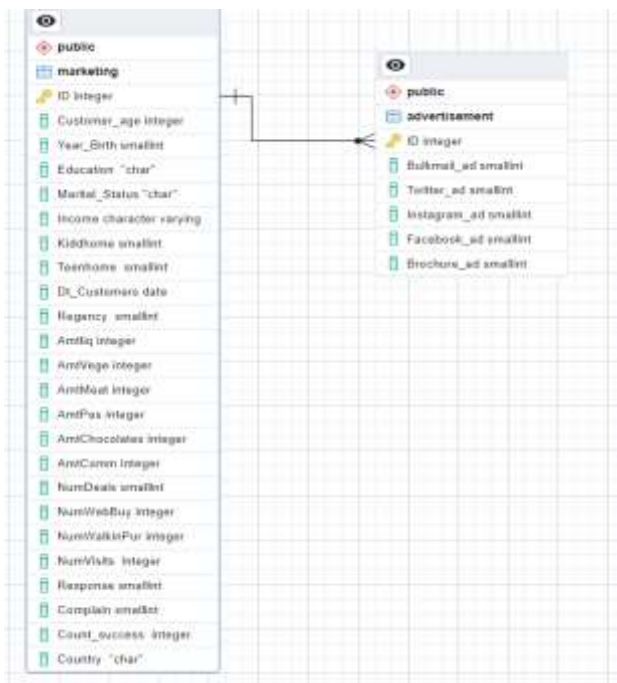 public
marketing
ID integer
Customer_age integer
Year_Birth smallint
Education "char"
Marital_Status "char"
Income character varying
Kiddhome smallint
Teenhome smallint
Dt_Customers date
Regency smallint
Amtliq integer
AmtVege integer
AmtMeat integer
AmtPes integer
AmtChocolates integer
AmtComm integer
NumDeals smallint
NumWebBuy integer
NumWalkinPur integer
NumVisits integer
Response smallint
Complain smallint
Count_success integer
Country "char"
public
advertisement
ID integer
Bulkmail_ad smallint
Twitter_ad smallint
Instagram_ad smallint
Facebook_ad smallint
Brochure_ad smallint